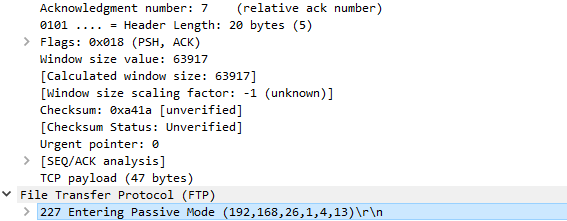 Acknowledgment number: 7    (relative ack number)
0101 .... = Header Length: 20 bytes (5)
Flags: 0x018 (PSH, ACK)
Window size value: 63917
[Calculated window size: 63917]
[Window size scaling factor: -1 (unknown)]
Checksum: 0xa41a [unverified]
[Checksum Status: Unverified]
Urgent pointer: 0
[SEQ/ACK analysis]
TCP payload (47 bytes)
File Transfer Protocol (FTP)
227 Entering Passive Mode (192,168,26,1,4,13)\r\n